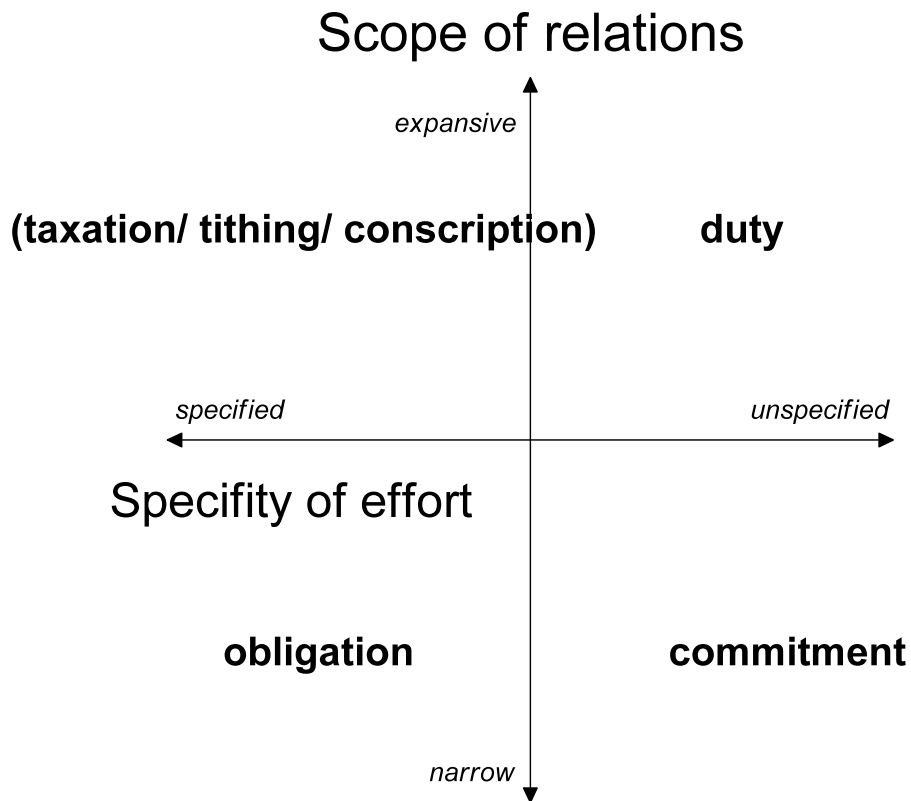 Scope of relations
expansive
(taxation/ tithing/ conscription) duty
specified unspecified
Specifity of effort
obligation commitment
narrow